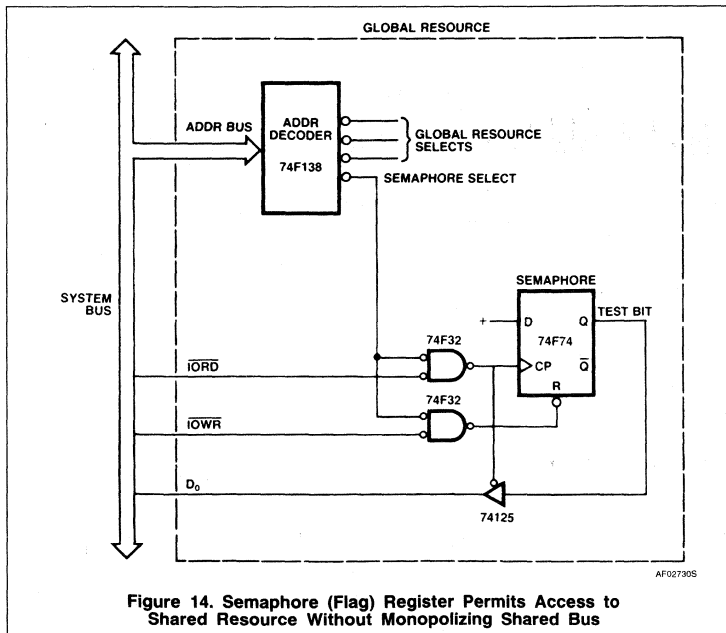 GLOBAL RESOURCE
ADDR BUS
ADDR
DECODER
74F138
GLOBAL RESOURCE
SELECTS
SEMAPHORE SELECT
SYSTEM
BUS
SEMAPHORE
+
D
Q
TEST BIT
74F74
CP
Q̅
R
74F32
I̅O̅R̅D̅
74F32
I̅O̅W̅R̅
D₀
74125
AF02730S
Figure 14. Semaphore (Flag) Register Permits Access to
Shared Resource Without Monopolizing Shared Bus